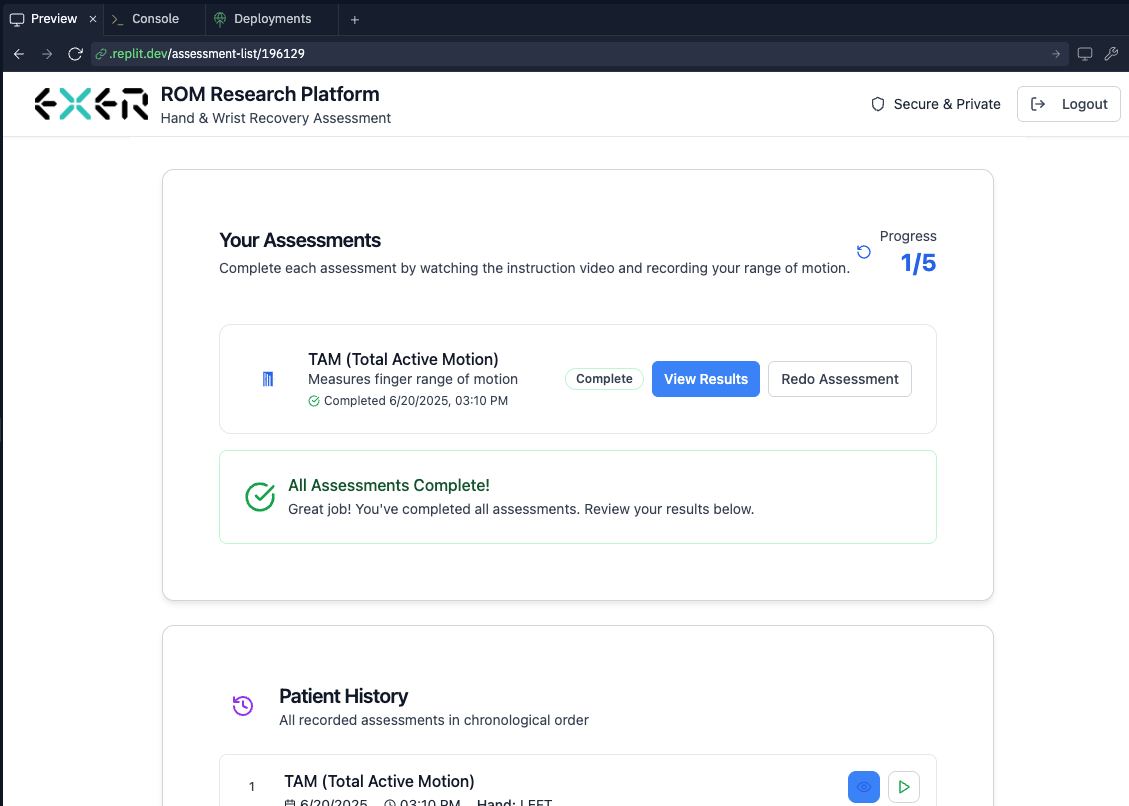 Preview × Console Deployments +
.replit.dev/assessment-list/196129
EXER
ROM Research Platform
Hand & Wrist Recovery Assessment
Secure & Private
Logout
Your Assessments
Complete each assessment by watching the instruction video and recording your range of motion.
Progress
1/5
TAM (Total Active Motion)
Measures finger range of motion
Completed 6/20/2025, 03:10 PM
Complete
View Results
Redo Assessment
All Assessments Complete!
Great job! You've completed all assessments. Review your results below.
Patient History
All recorded assessments in chronological order
1
TAM (Total Active Motion)
6/20/2025 03:10 PM Hand: LEFT